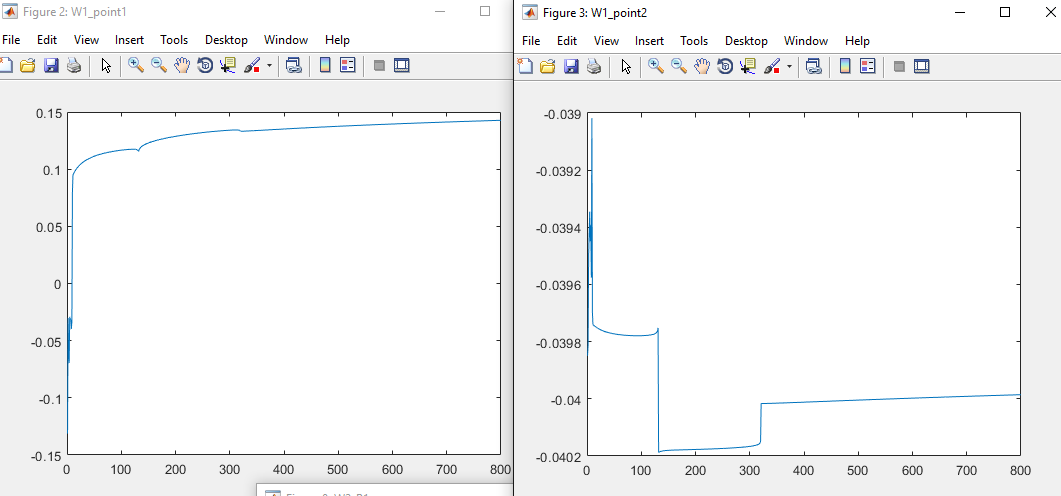 Figure 2: W1_point1
File Edit View Insert Tools Desktop Window Help
0.15
0.1
0.05
0
-0.05
-0.1
-0.15
0 100 200 300 400 500 600 700 800
Figure 3: W1_point2
File Edit View Insert Tools Desktop Window Help
-0.039
-0.0392
-0.0394
-0.0396
-0.0398
-0.04
-0.0402
0 100 200 300 400 500 600 700 800